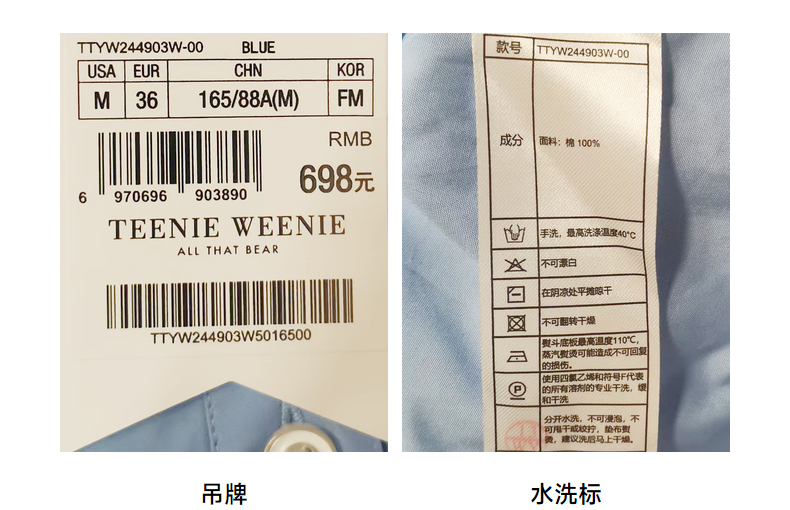 TTYW244903W-00 BLUE
USA EUR CHN KOR
M 36 165/88A(M) FM
RMB
698元
6 970696 903890
TEENIE WEENIE
ALL THAT BEAR
TTYW244903W5016500
吊牌
款号 TTYW244903W-00
成分 面料：棉 100%
手洗，最高洗涤温度40°C
不可漂白
在阴凉处平摊晾干
不可翻转干燥
熨斗底板最高温度110℃，
蒸汽熨烫可能造成不可回复
的损伤。
使用四氯乙烯和符号F代表
的所有溶剂的专业干洗，缓
和干洗
分开水洗，不可浸泡，不
可甩干或绞拧，垫布熨
烫，建议洗后马上干燥。
水洗标